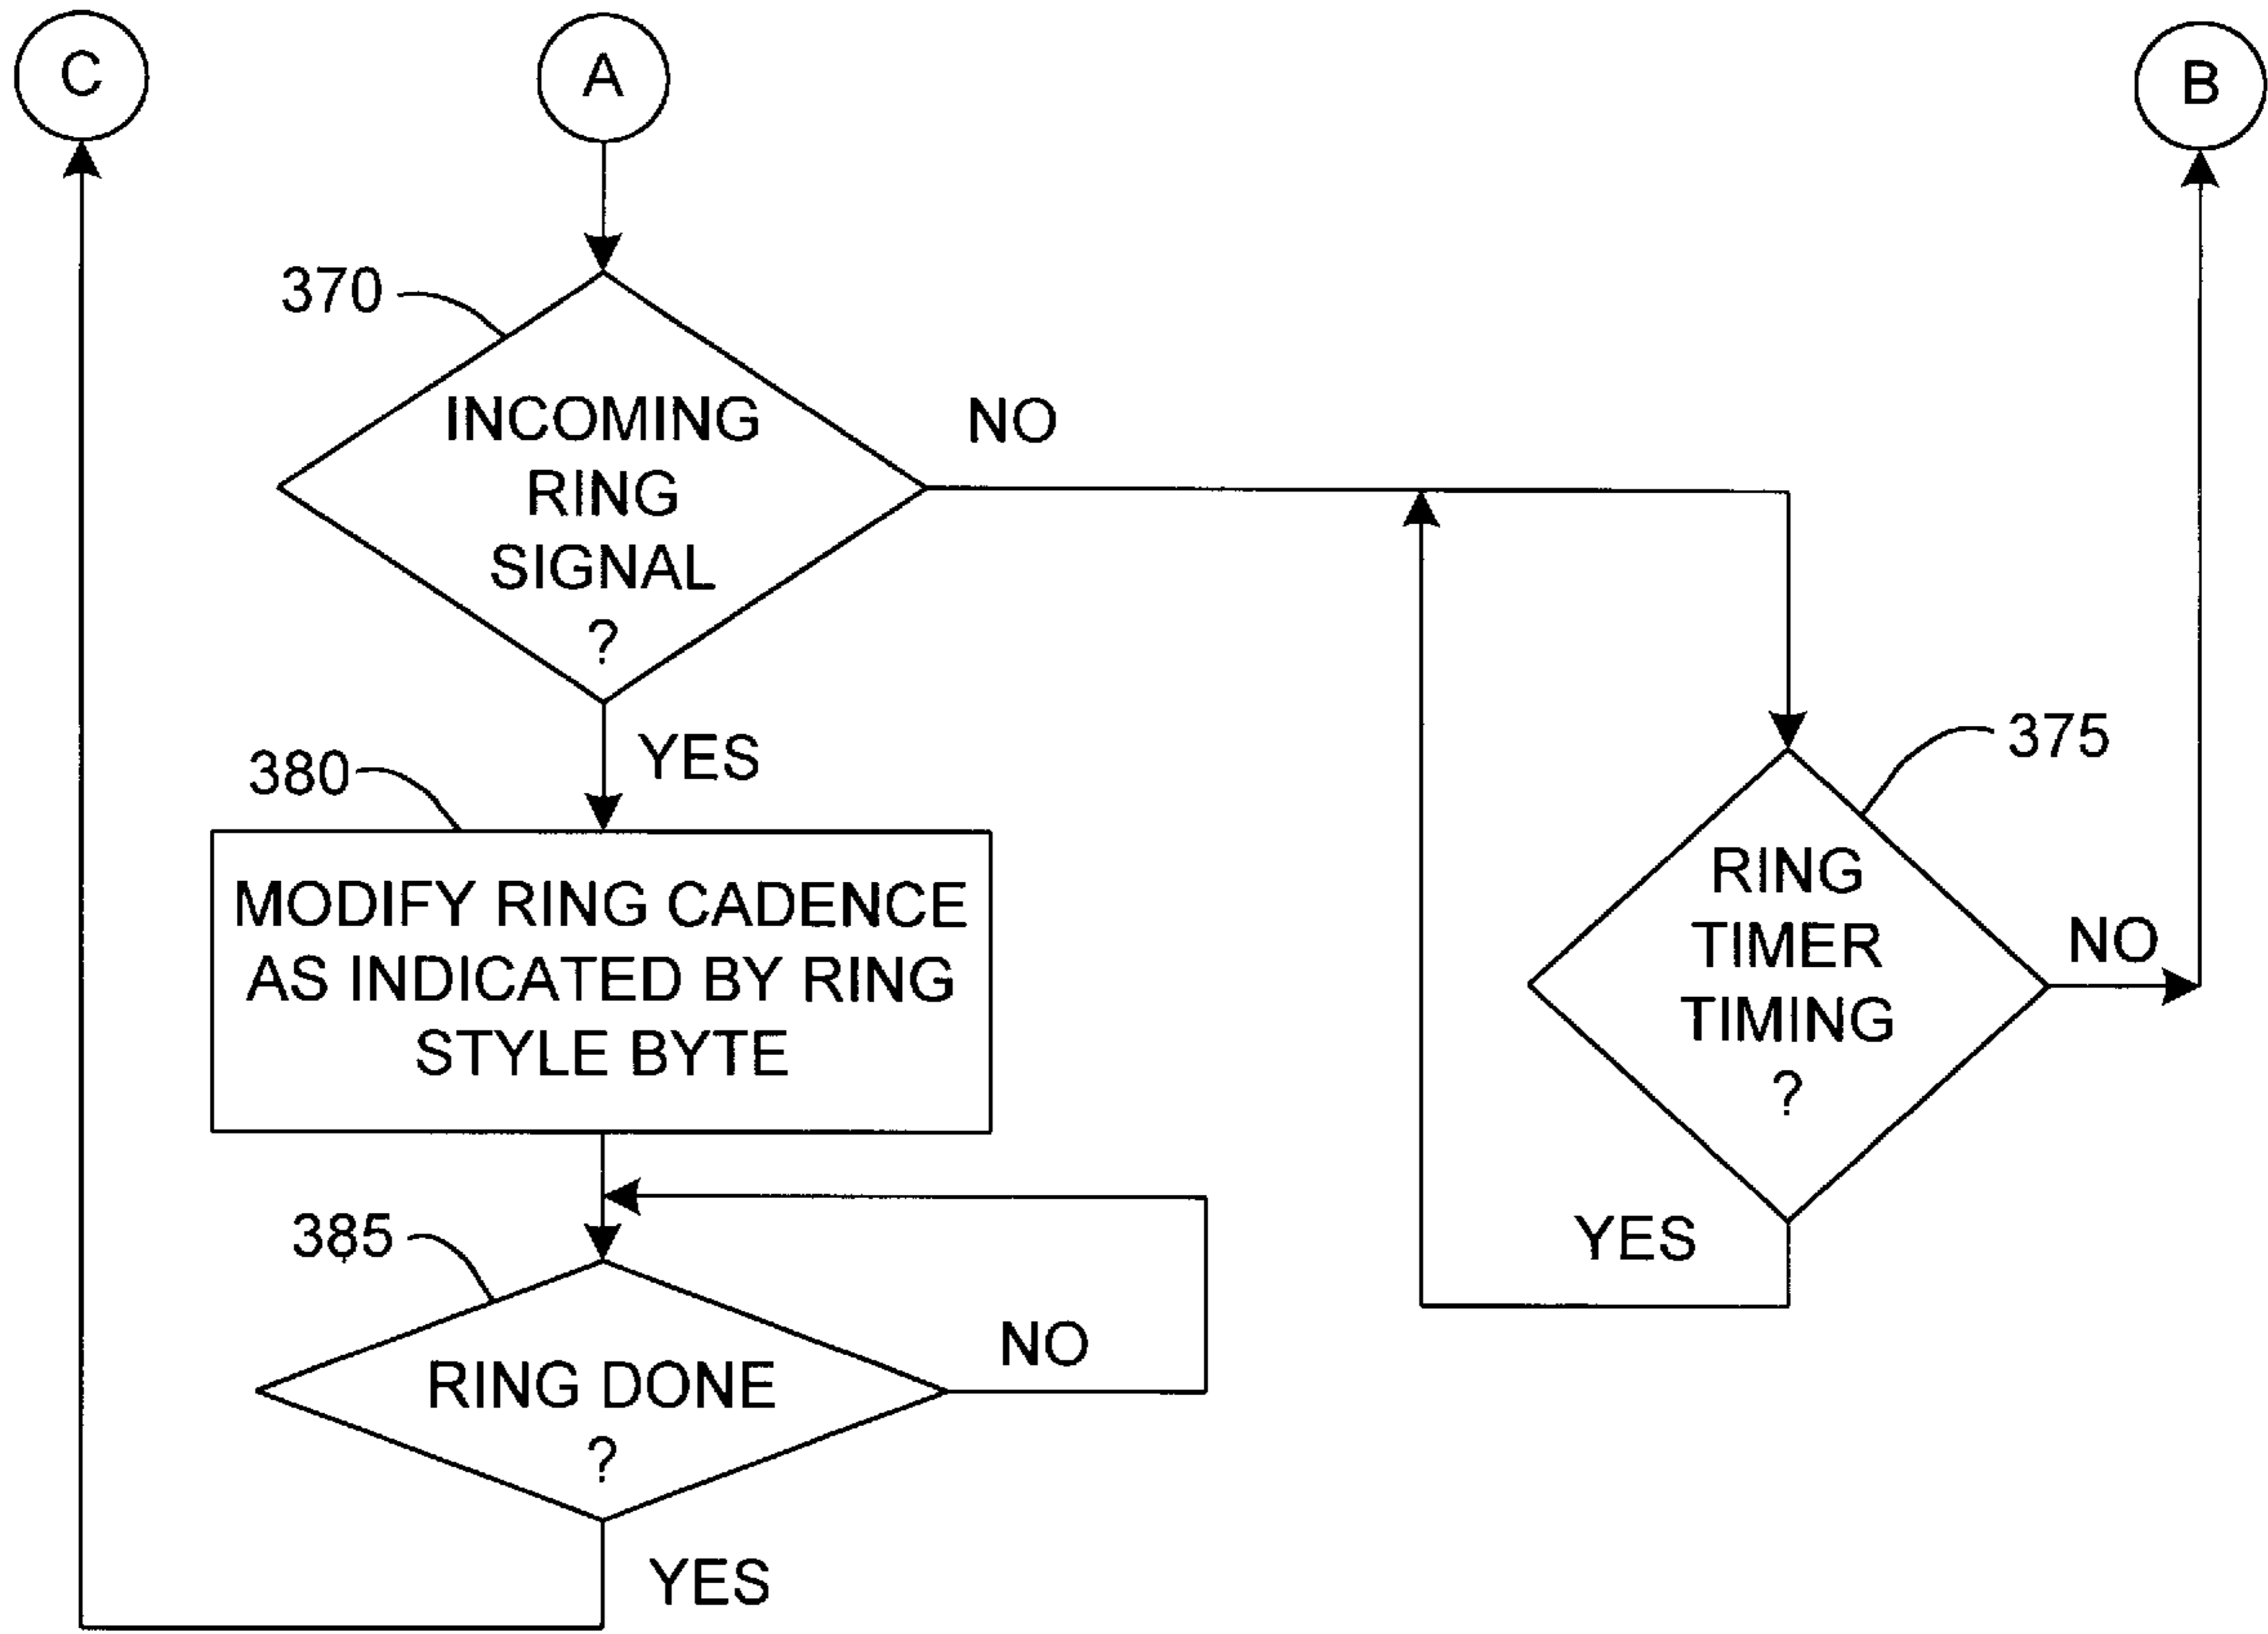 C
A
B
370
INCOMING
RING
SIGNAL
?
NO
YES
380
MODIFY RING CADENCE
AS INDICATED BY RING
STYLE BYTE
375
RING
TIMER
TIMING
?
NO
YES
385
RING DONE
?
NO
YES